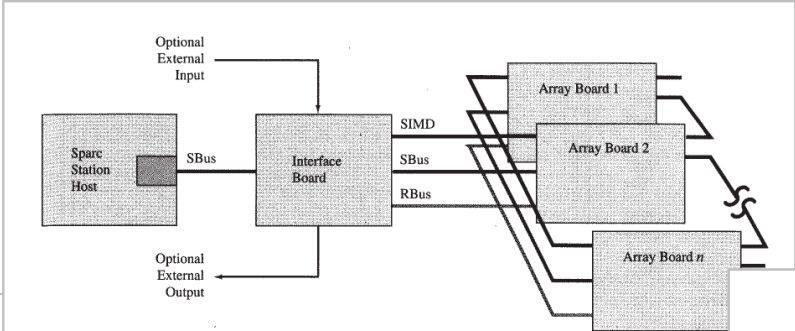 Optional
External
Input
Sparc
Station
Host
SBus
Interface
Board
SIMD
SBus
RBus
Array Board 1
Array Board 2
Array Board n
Optional
External
Output